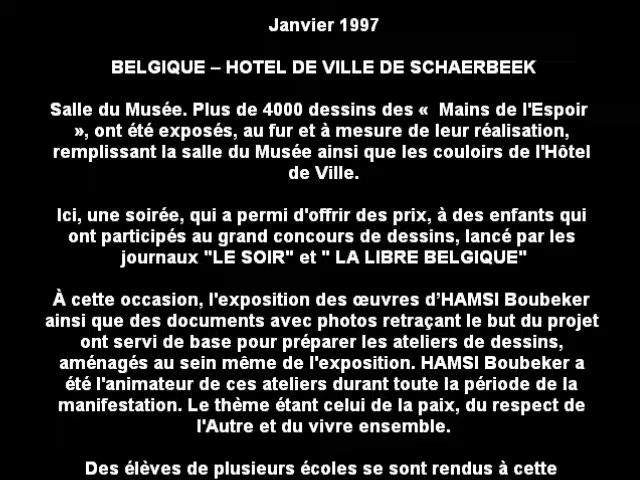 Janvier 1997
BELGIQUE – HOTEL DE VILLE DE SCHAERBEEK
Salle du Musée. Plus de 4000 dessins des «  Mains de l'Espoir
», ont été exposés, au fur et à mesure de leur réalisation,
remplissant la salle du Musée ainsi que les couloirs de l'Hôtel
de Ville.
Ici, une soirée, qui a permi d'offrir des prix, à des enfants qui
ont participés au grand concours de dessins, lancé par les
journaux "LE SOIR" et " LA LIBRE BELGIQUE"
À cette occasion, l'exposition des œuvres d’HAMSI Boubeker
ainsi que des documents avec photos retraçant le but du projet
ont servi de base pour préparer les ateliers de dessins,
aménagés au sein même de l'exposition. HAMSI Boubeker a
été l'animateur de ces ateliers durant toute la période de la
manifestation. Le thème étant celui de la paix, du respect de
l'Autre et du vivre ensemble.
Des élèves de plusieurs écoles se sont rendus à cette